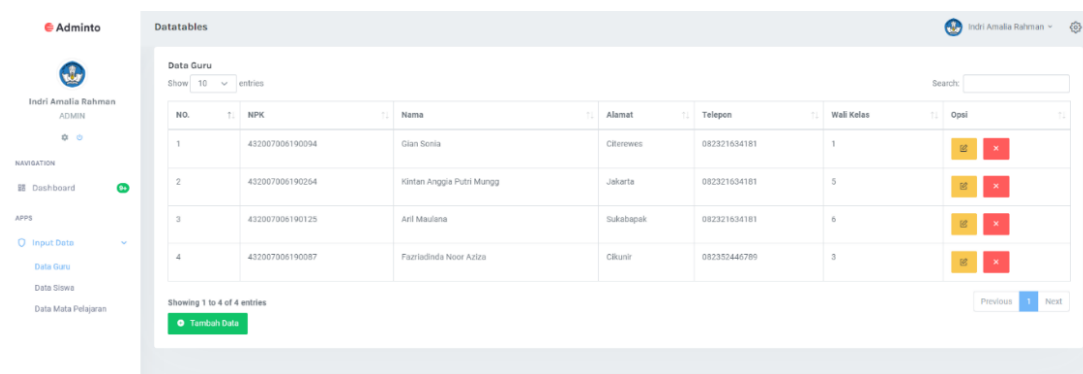 Adminto
Datatables
Indri Amalia Rahman
Indri Amalia Rahman
ADMIN
NAVIGATION
Dashboard 9+
APPS
Input Data
Data Guru
Data Siswa
Data Mata Pelajaran
Data Guru
Show 10 entries
Search:
NO. NPK Nama Alamat Telepon Wali Kelas Opsi
1 432007006190094 Gian Sonia Citerewes 082321634181 1
2 432007006190264 Kintan Anggia Putri Mungg Jakarta 082321634181 5
3 432007006190125 Aril Maulana Sukabapak 082321634181 6
4 432007006190087 Fazriadinda Noor Aziza Cikunir 082352446789 3
Showing 1 to 4 of 4 entries
Previous 1 Next
Tambah Data